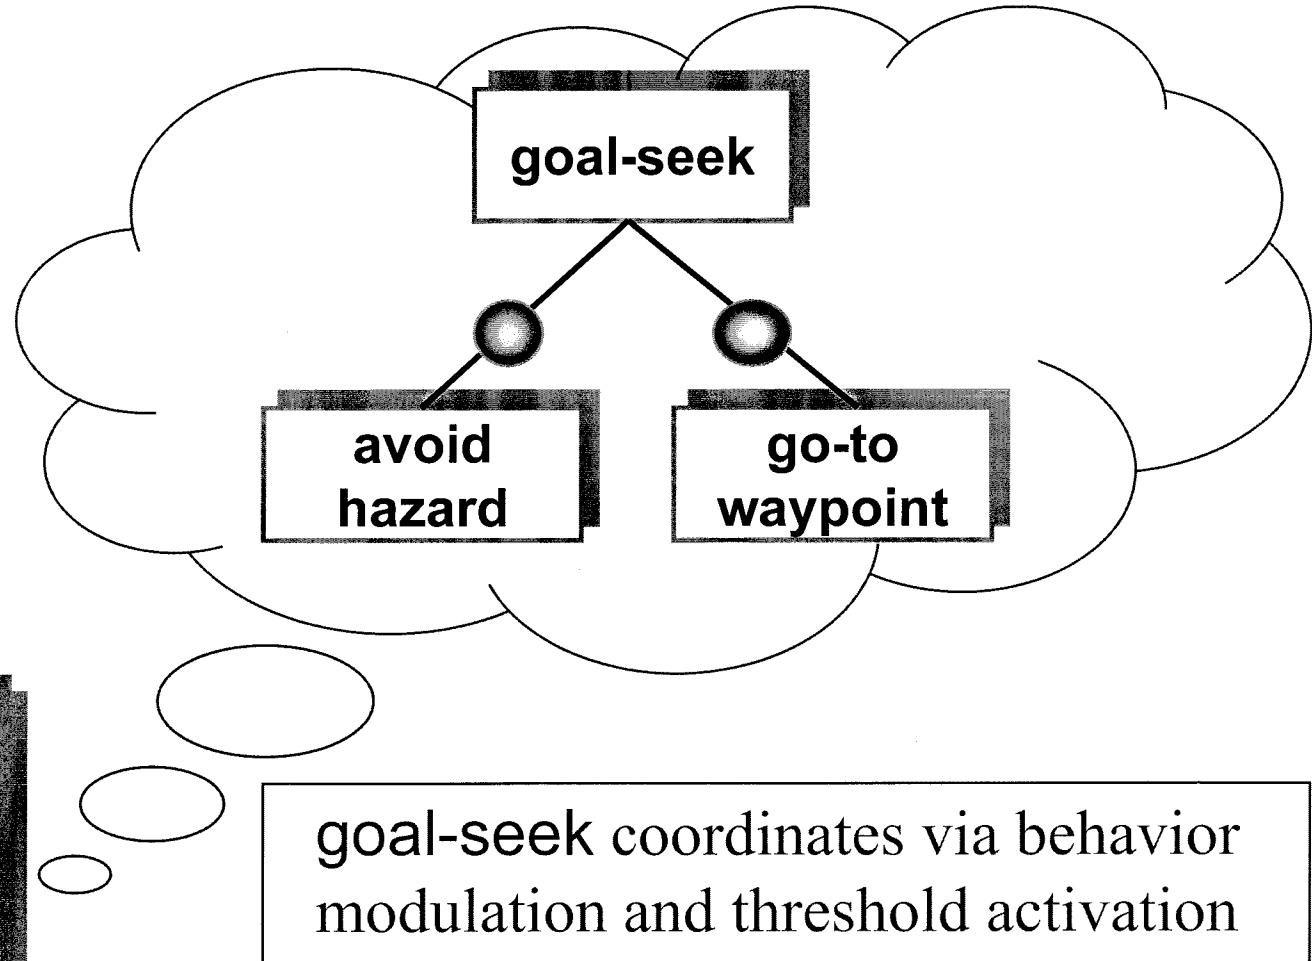 goal-seek
avoid
hazard
go-to
waypoint
goal-seek coordinates via behavior
modulation and threshold activation